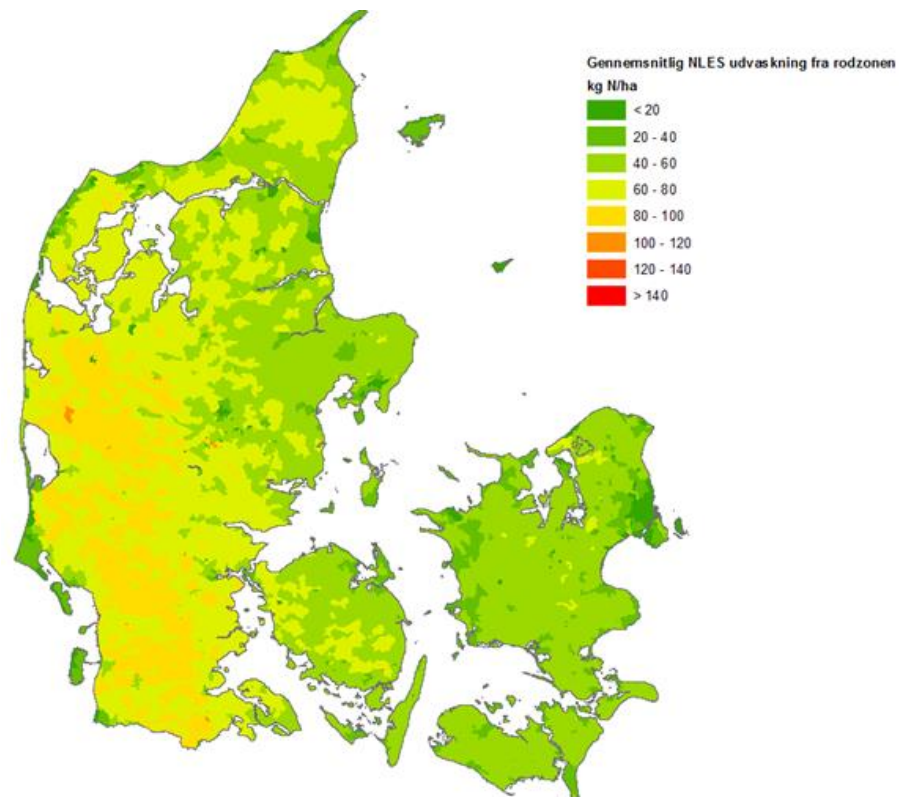 Gennemsnitlig NLES udvaskning fra rodzonen
kg N/ha
< 20
20 - 40
40 - 60
60 - 80
80 - 100
100 - 120
120 - 140
> 140